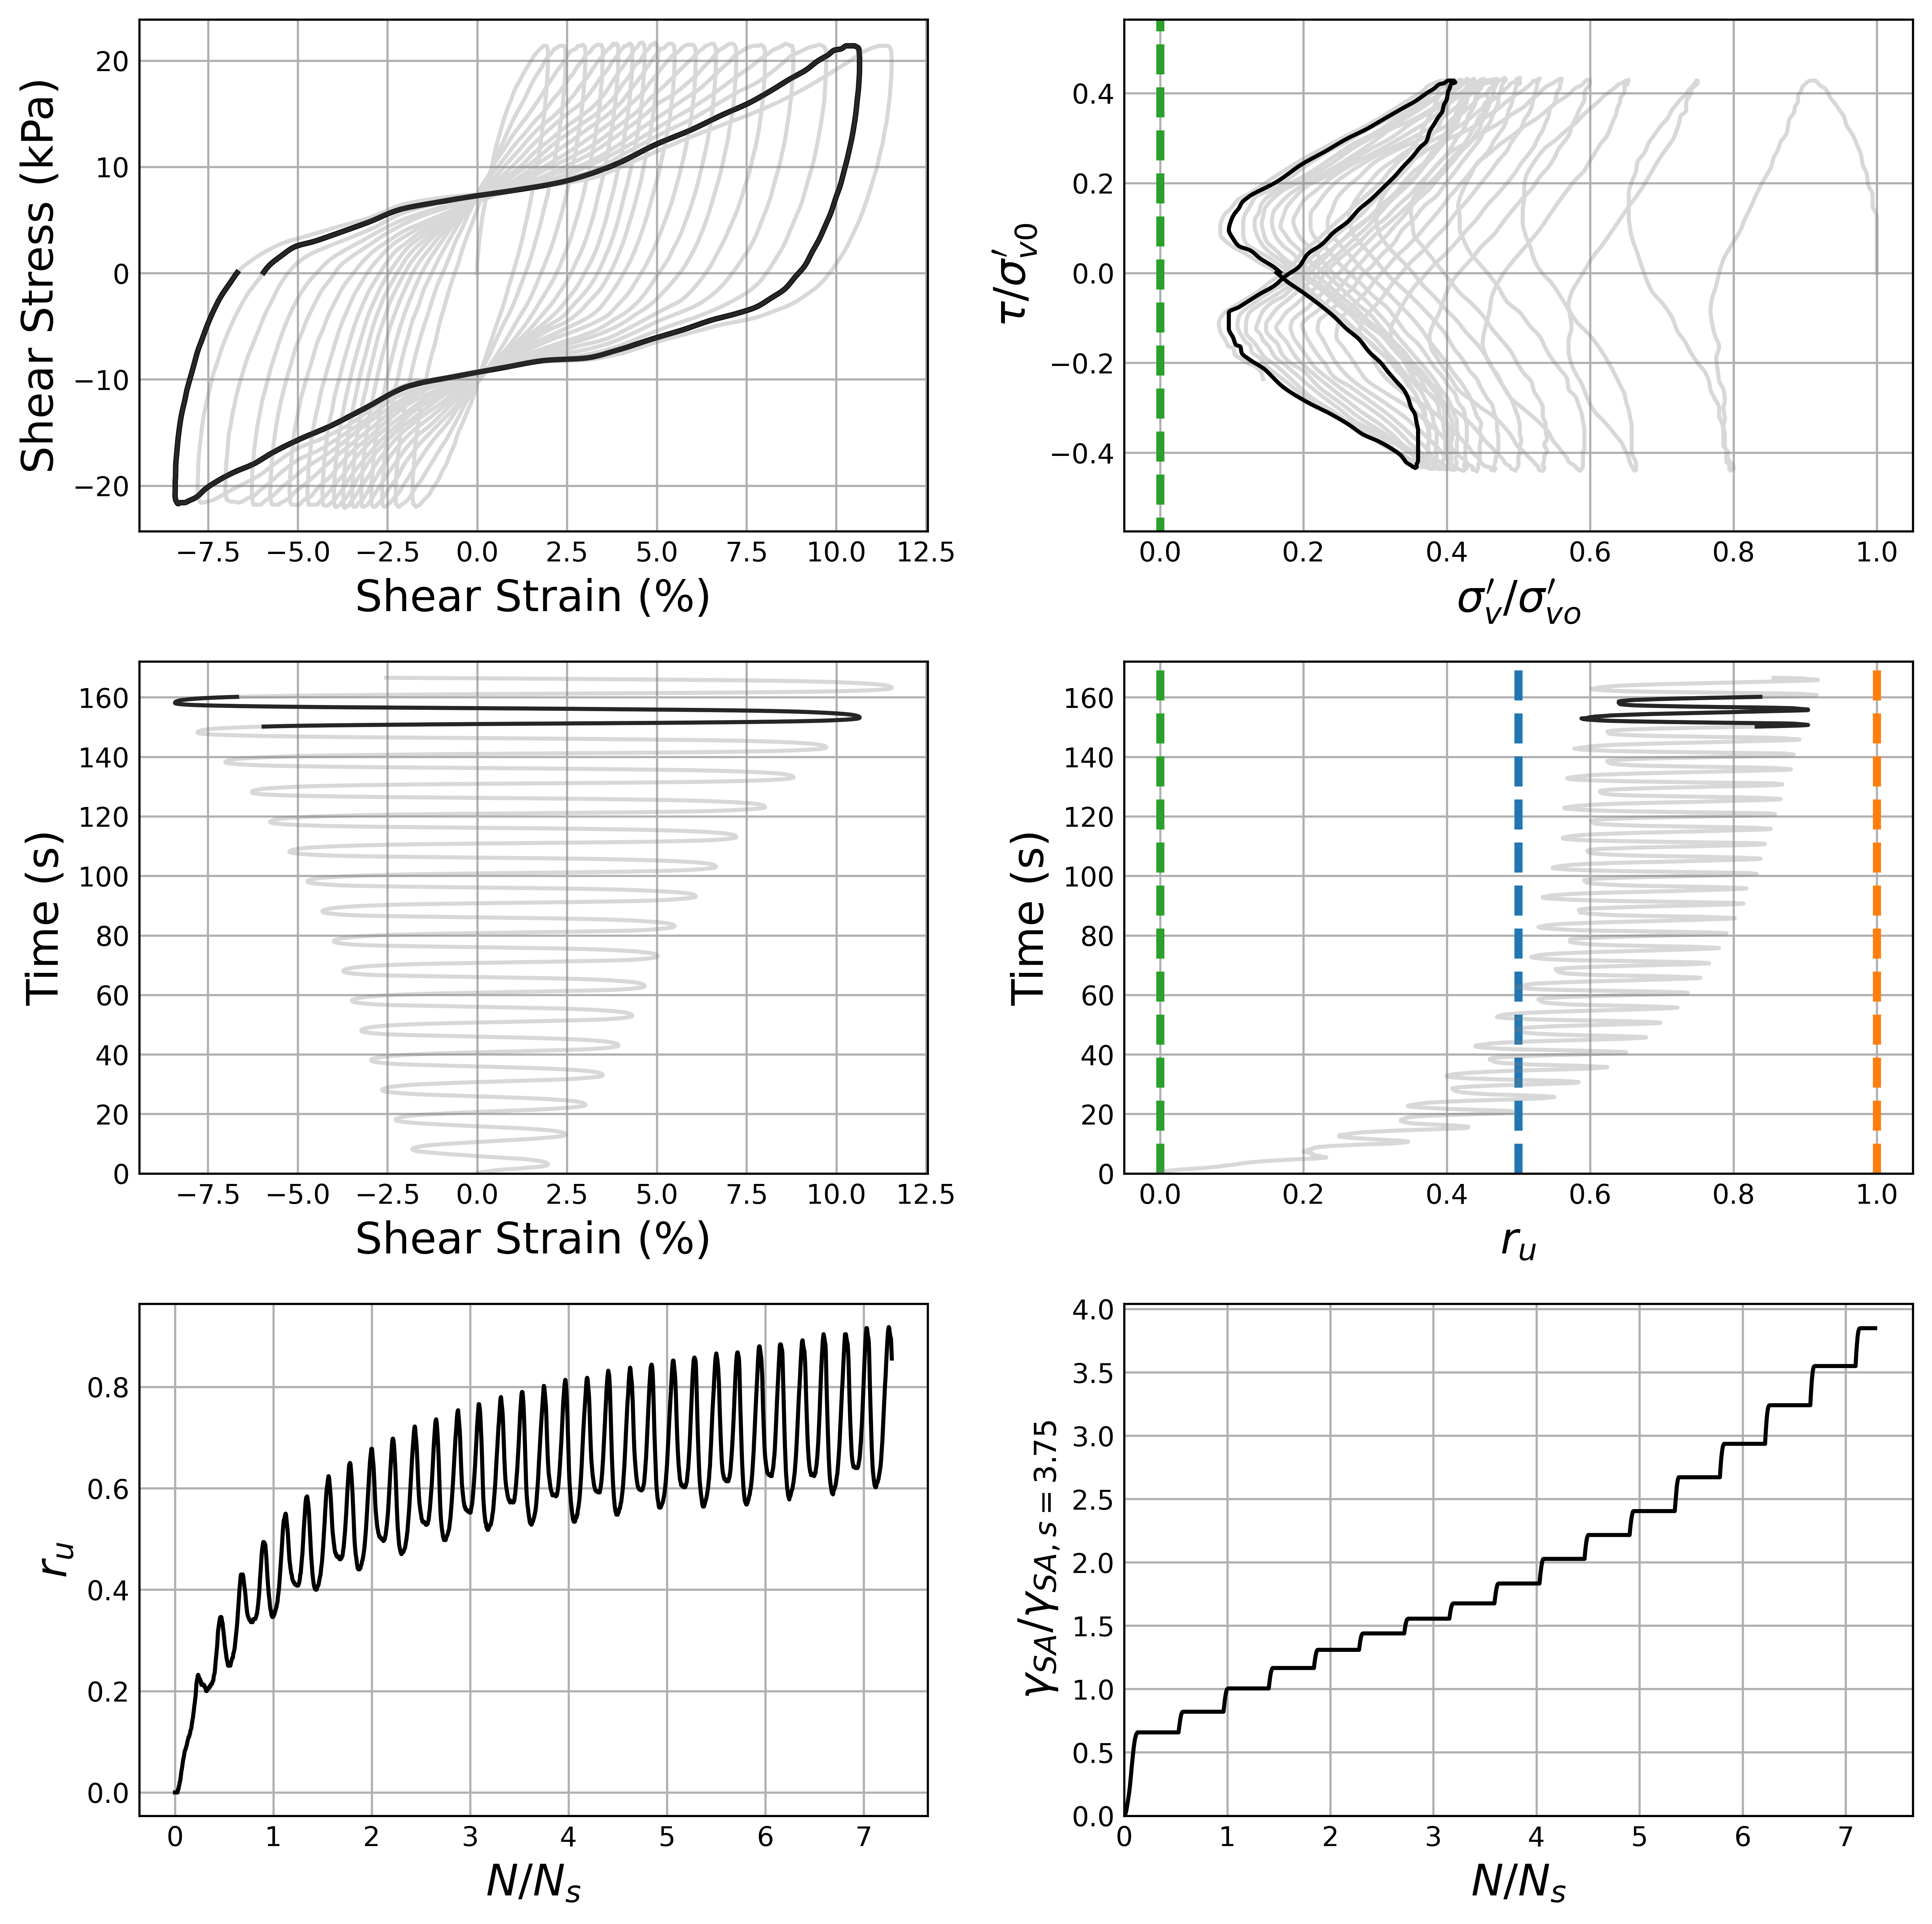 Shear Stress (kPa)
20
10
0
−10
−20
−7.5 −5.0 −2.5 0.0 2.5 5.0 7.5 10.0 12.5
Shear Strain (%)
τ/σ′v0
0.4
0.2
0.0
−0.2
−0.4
0.0 0.2 0.4 0.6 0.8 1.0
σ′v/σ′vo
Time (s)
160
140
120
100
80
60
40
20
0
−7.5 −5.0 −2.5 0.0 2.5 5.0 7.5 10.0 12.5
Shear Strain (%)
Time (s)
160
140
120
100
80
60
40
20
0
0.0 0.2 0.4 0.6 0.8 1.0
ru
ru
0.8
0.6
0.4
0.2
0.0
0 1 2 3 4 5 6 7
N/Ns
γSA/γSA, s = 3.75
4.0
3.5
3.0
2.5
2.0
1.5
1.0
0.5
0.0
0 1 2 3 4 5 6 7
N/Ns